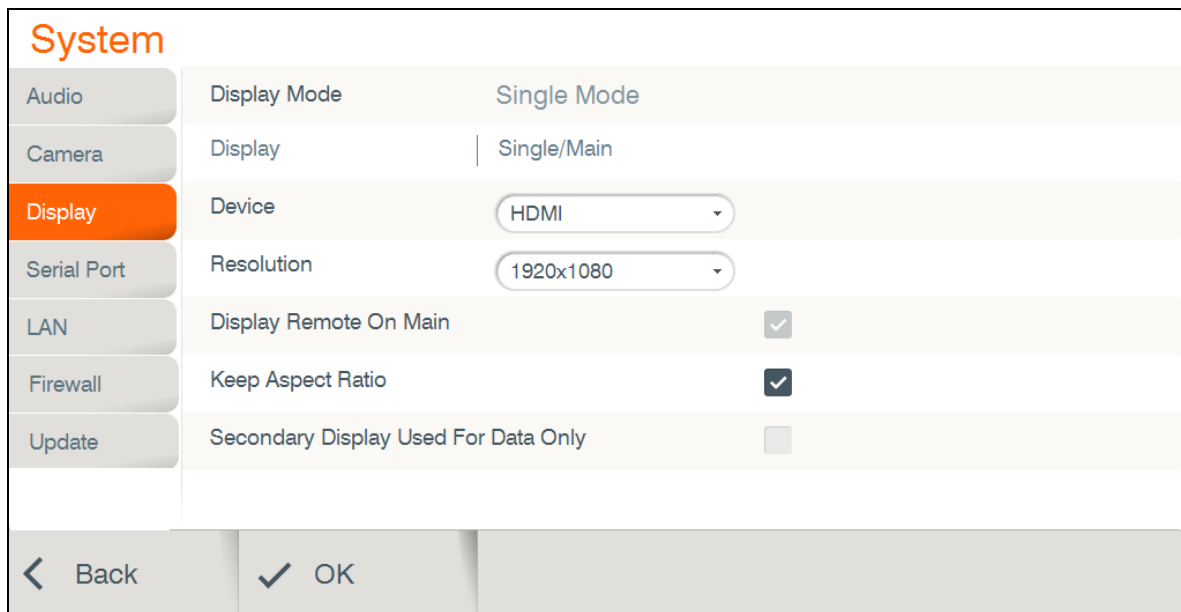 System
Audio
Display Mode Single Mode
Camera
Display Single/Main
Display
Device HDMI
Serial Port
Resolution 1920x1080
LAN
Display Remote On Main
Firewall
Keep Aspect Ratio
Update
Secondary Display Used For Data Only
Back
OK